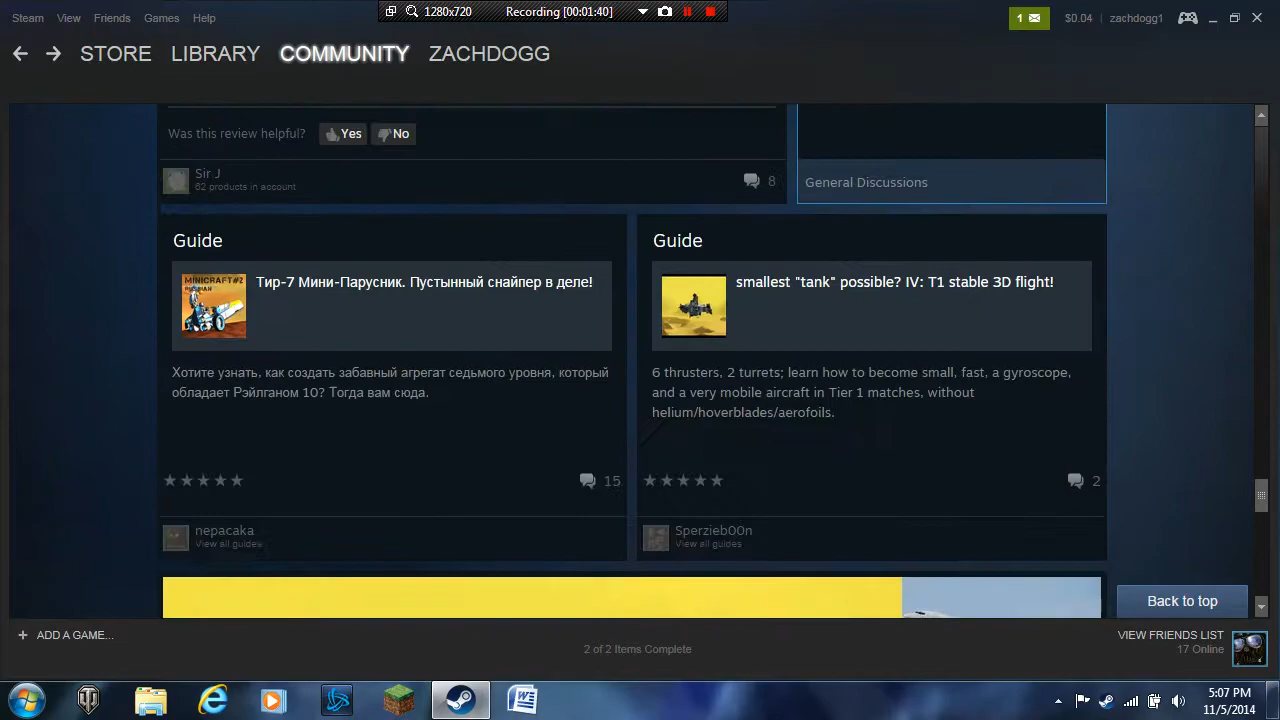 Steam View Friends Games Help
1280x720 Recording [00:01:40]
1 $0.04 zachdogg1
STORE LIBRARY COMMUNITY ZACHDOGG
Was this review helpful? Yes No
Sir J
62 products in account
8
General Discussions
Guide
MINICRAFT#2
RUSSIAN
Тир-7 Мини-Парусник. Пустынный снайпер в деле!
Хотите узнать, как создать забавный агрегат седьмого уровня, который
обладает Рэйлганом 10? Тогда вам сюда.
15
nepacaka
View all guides
Guide
smallest "tank" possible? IV: T1 stable 3D flight!
6 thrusters, 2 turrets; learn how to become small, fast, a gyroscope,
and a very mobile aircraft in Tier 1 matches, without
helium/hoverblades/aerofoils.
2
Sperzieb00n
View all guides
Back to top
ADD A GAME...
2 of 2 Items Complete
VIEW FRIENDS LIST
17 Online
5:07 PM
11/5/2014